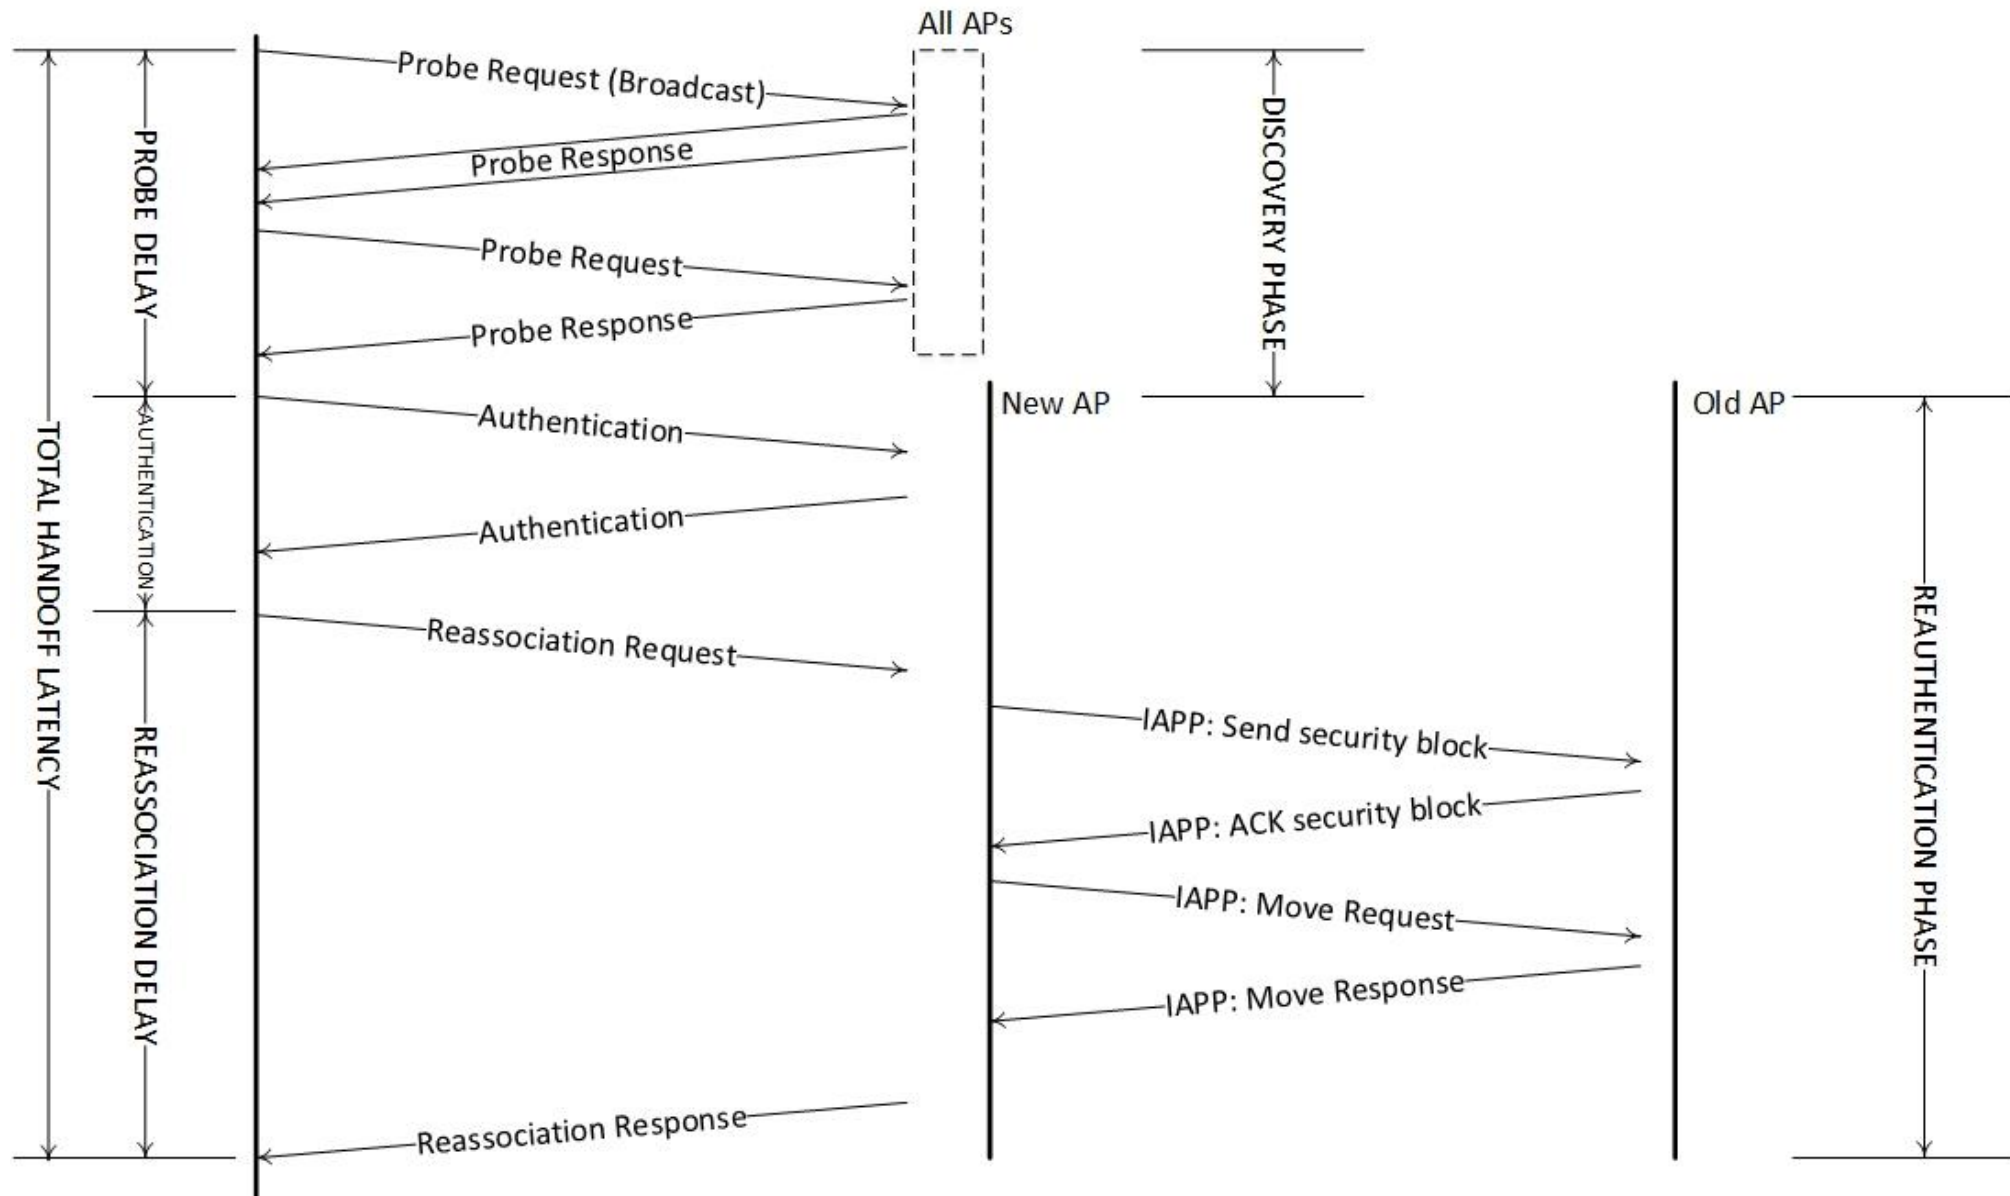 All APs
Probe Request (Broadcast)
Probe Response
Probe Request
Probe Response
PROBE DELAY
DISCOVERY PHASE
New AP
Old AP
Authentication
Authentication
AUTHENTICATION
TOTAL HANDOFF LATENCY
Reassociation Request
IAPP: Send security block
IAPP: ACK security block
IAPP: Move Request
IAPP: Move Response
REASSOCIATION DELAY
REAUTHENTICATION PHASE
Reassociation Response